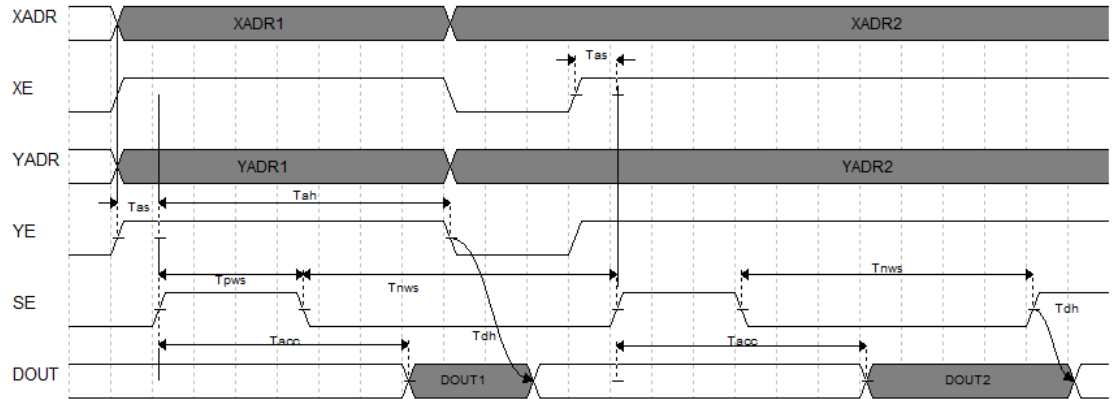 XADR XADR1 XADR2
Tas
XE
YADR YADR1 YADR2
Tas Tah
YE
Tpws Tnws Tnws
SE
Tdh Tdh
Tacc Tacc
DOUT DOUT1 DOUT2